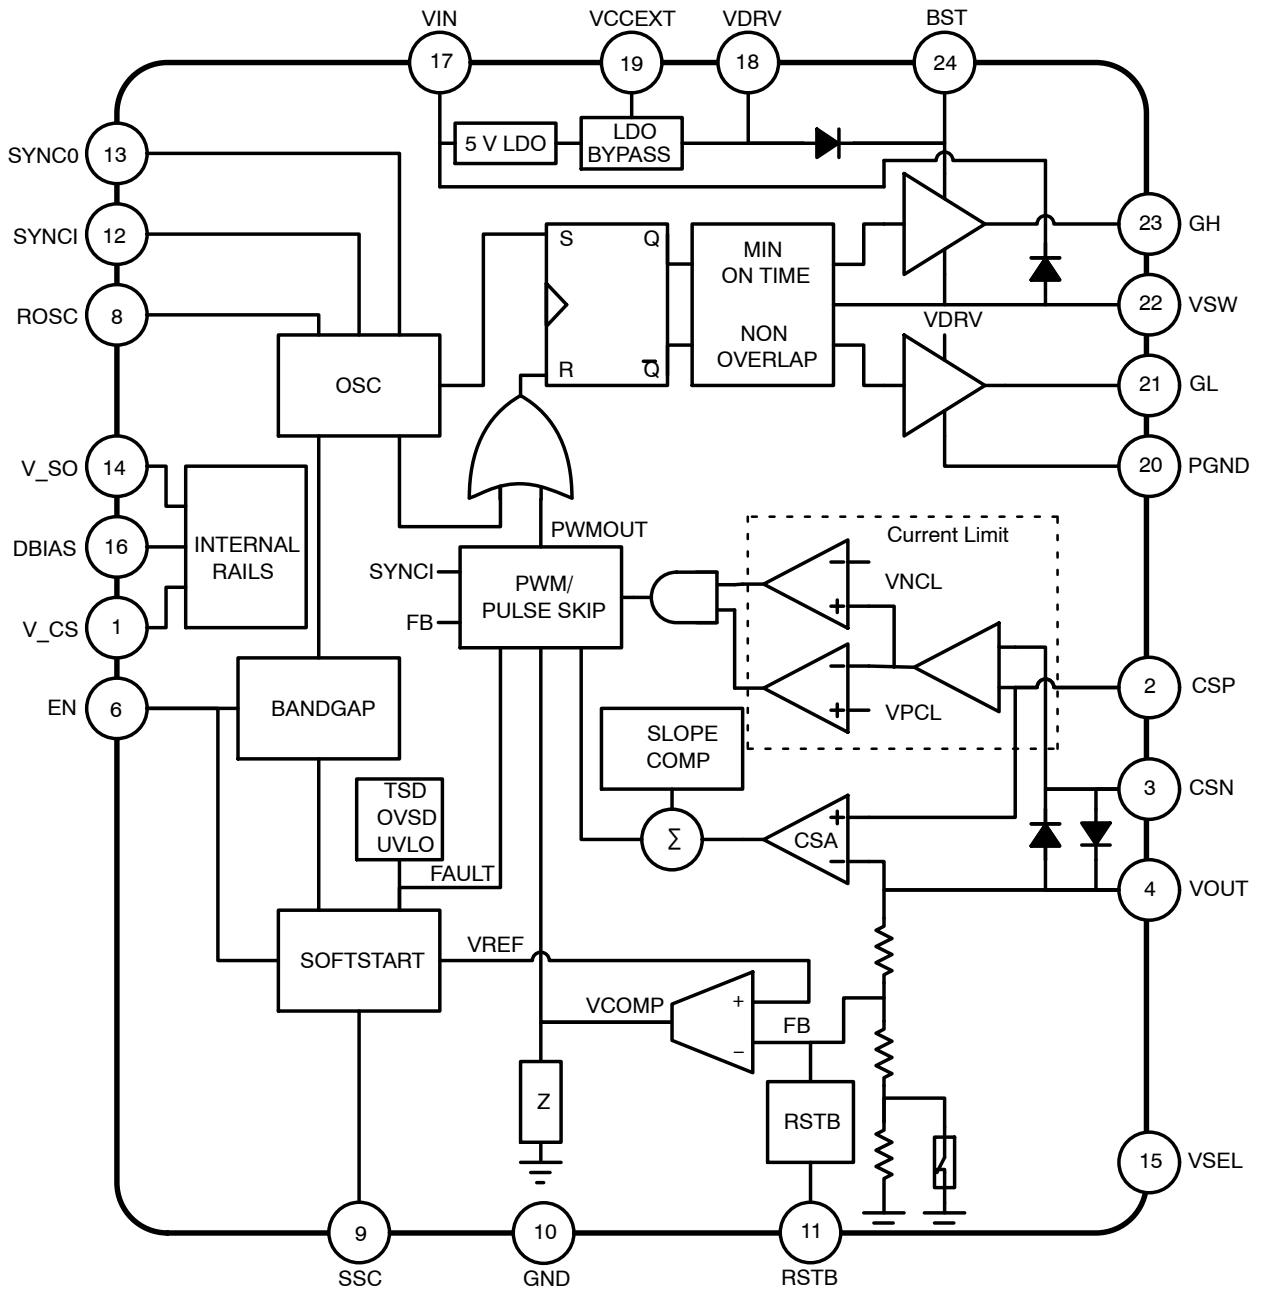 VIN
VCCEXT
VDRV
BST
17
19
18
24
SYNC0
13
5 V LDO
LDO
BYPASS
SYNCI
12
ROSC
8
OSC
S
Q
R
Q̅
MIN
ON TIME
NON
OVERLAP
VDRV
23
GH
22
VSW
21
GL
20
PGND
V_SO
14
DBIAS
16
V_CS
1
INTERNAL
RAILS
EN
6
PWMOUT
SYNCI
FB
PWM/
PULSE SKIP
Current Limit
VNCL
VPCL
−
+
−
+
2
CSP
3
CSN
4
VOUT
BANDGAP
SLOPE
COMP
TSD
OVSD
UVLO
FAULT
Σ
CSA
+
−
SOFTSTART
VREF
VCOMP
+
−
FB
Z
RSTB
15
VSEL
9
10
11
SSC
GND
RSTB